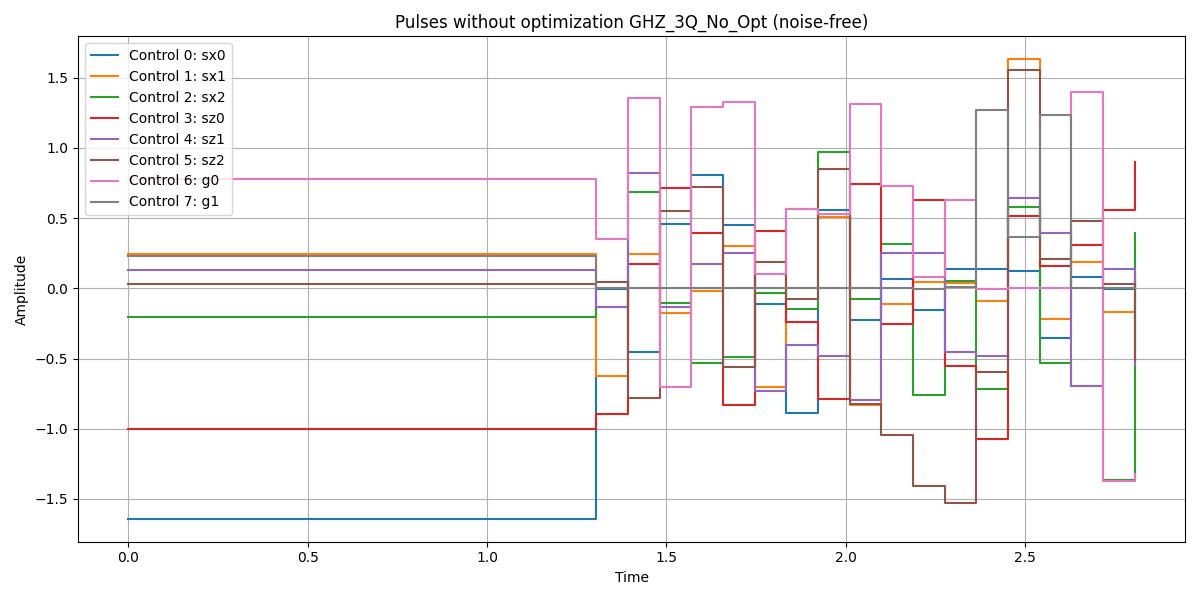 Pulses without optimization GHZ_3Q_No_Opt (noise-free)
Control 0: sx0
Control 1: sx1
Control 2: sx2
Control 3: sz0
Control 4: sz1
Control 5: sz2
Control 6: g0
Control 7: g1
1.5
1.0
0.5
0.0
−0.5
−1.0
−1.5
Amplitude
0.0 0.5 1.0 1.5 2.0 2.5
Time